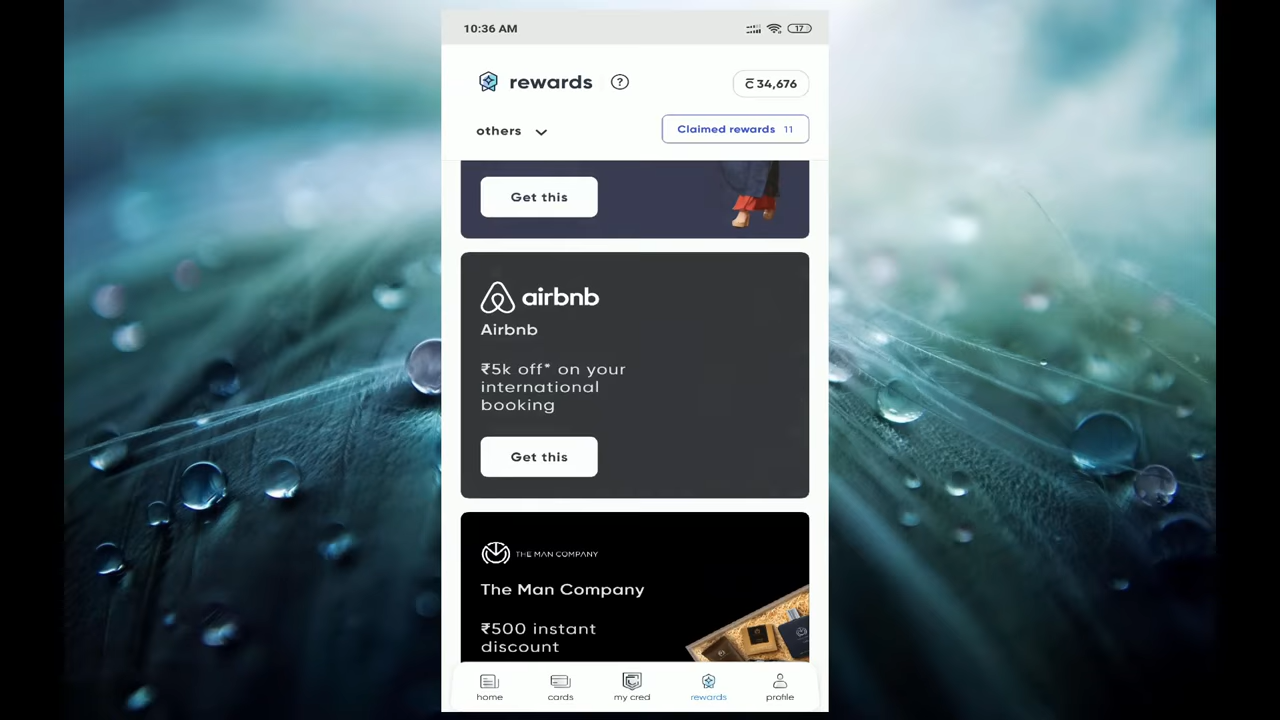 10:36 AM
17
rewards ?
34,676
others
Claimed rewards 11
Get this
airbnb
Airbnb
₹5k off* on your
international
booking
Get this
THE MAN COMPANY
The Man Company
₹500 instant
discount
home
cards
my cred
rewards
profile